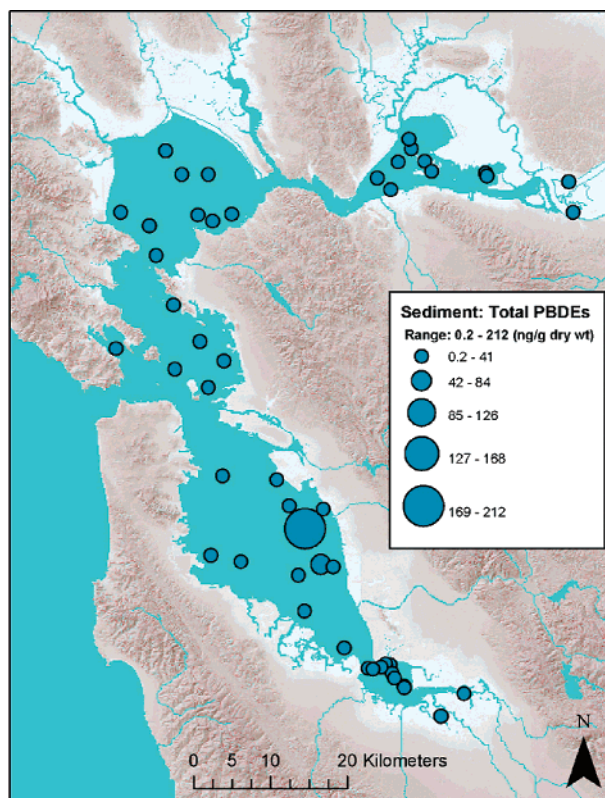 Sediment: Total PBDEs
Range: 0.2 - 212 (ng/g dry wt)
0.2 - 41
42 - 84
85 - 126
127 - 168
169 - 212
N
0 5 10 20 Kilometers